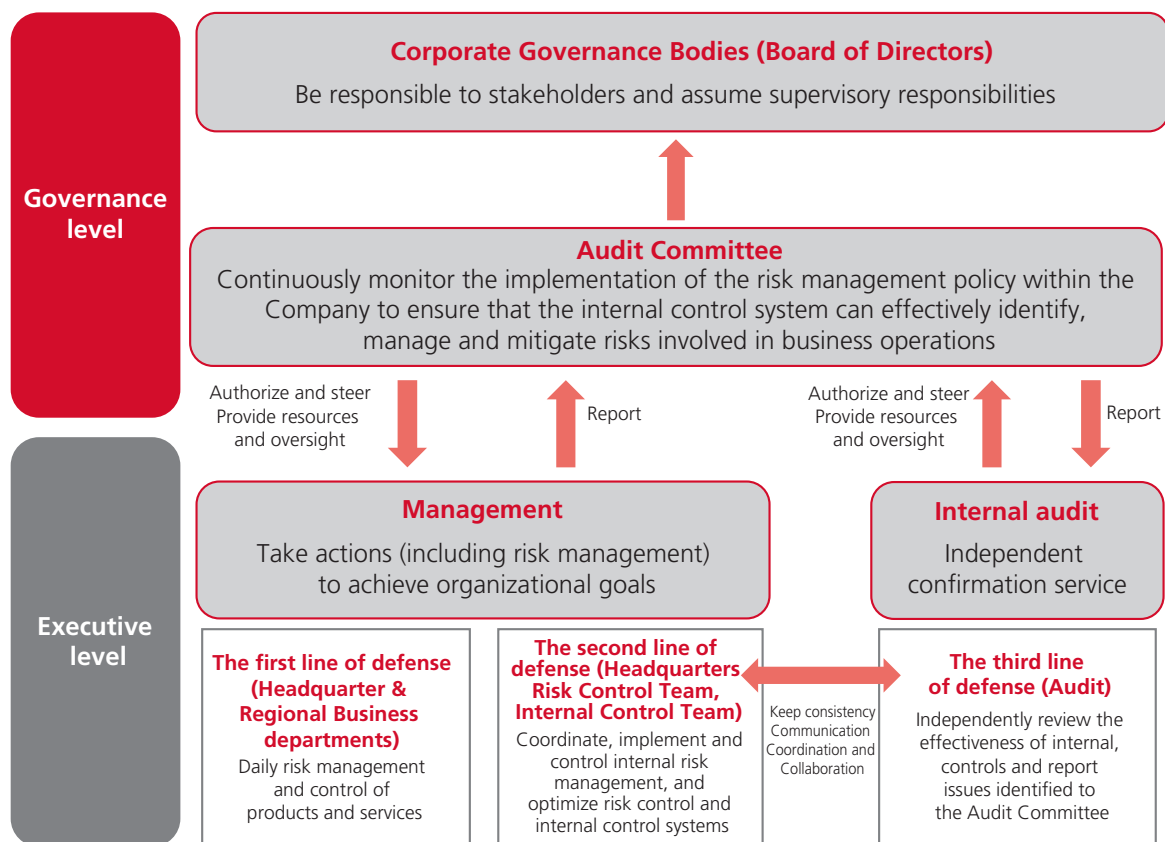 Governance
level
Corporate Governance Bodies (Board of Directors)
Be responsible to stakeholders and assume supervisory responsibilities
Audit Committee
Continuously monitor the implementation of the risk management policy within the
Company to ensure that the internal control system can effectively identify,
manage and mitigate risks involved in business operations
Authorize and steer
Provide resources
and oversight
Report
Authorize and steer
Provide resources
and oversight
Report
Executive
level
Management
Take actions (including risk management)
to achieve organizational goals
Internal audit
Independent
confirmation service
The first line of defense
(Headquarter &
Regional Business
departments)
Daily risk management
and control of
products and services
The second line of
defense (Headquarters
Risk Control Team,
Internal Control Team)
Coordinate, implement and
control internal risk
management, and
optimize risk control and
internal control systems
Keep consistency
Communication
Coordination and
Collaboration
The third line
of defense (Audit)
Independently review the
effectiveness of internal,
controls and report
issues identified to
the Audit Committee